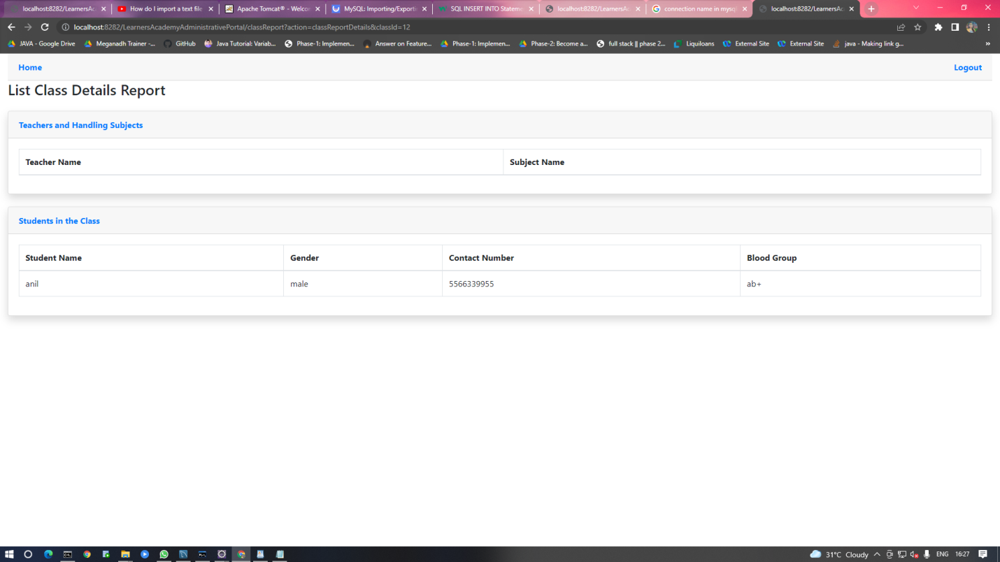 localhost:8282/LearnersAc How do I import a text file Apache Tomcat® - Welcor MySQL: Importing/Exporti SQL INSERT INTO Stateme localhost:8282/LearnersA connection name in mysql localhost:8282/LearnersAc
localhost:8282/LearnersAcademyAdministrativePortal/classReport?action=classReportDetails&classId=12
JAVA - Google Drive Meganadh Trainer -... GitHub Java Tutorial: Variab... Phase-1: Implemen... Answer on Feature... Phase-1: Implemen... Phase-2: Become a... full stack || phase 2... Liquiloans External Site External Site java - Making link g... »
Home Logout
List Class Details Report
Teachers and Handling Subjects
Teacher Name Subject Name
Students in the Class
Student Name Gender Contact Number Blood Group
anil male 5566339955 ab+
31°C Cloudy ENG 16:27